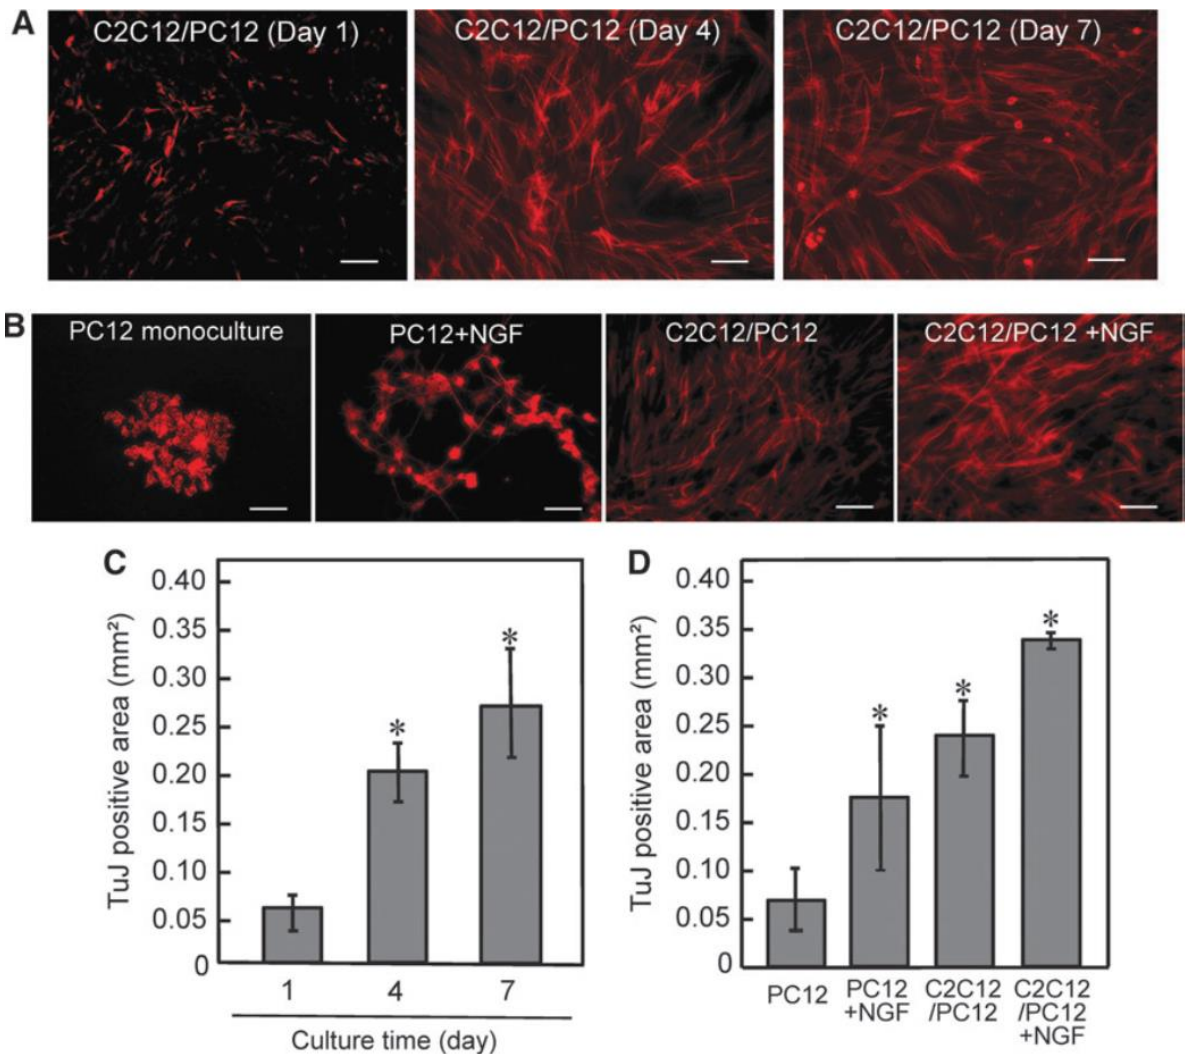 A
C2C12/PC12 (Day 1)
C2C12/PC12 (Day 4)
C2C12/PC12 (Day 7)
B
PC12 monoculture
PC12+NGF
C2C12/PC12
C2C12/PC12 +NGF
C
TuJ positive area (mm²)
0.40
0.35
0.30
0.25
0.20
0.15
0.10
0.05
0
*
*
1 4 7
Culture time (day)
D
TuJ positive area (mm²)
0.40
0.35
0.30
0.25
0.20
0.15
0.10
0.05
0
*
*
*
PC12
PC12
+NGF
C2C12
/PC12
C2C12
/PC12
+NGF